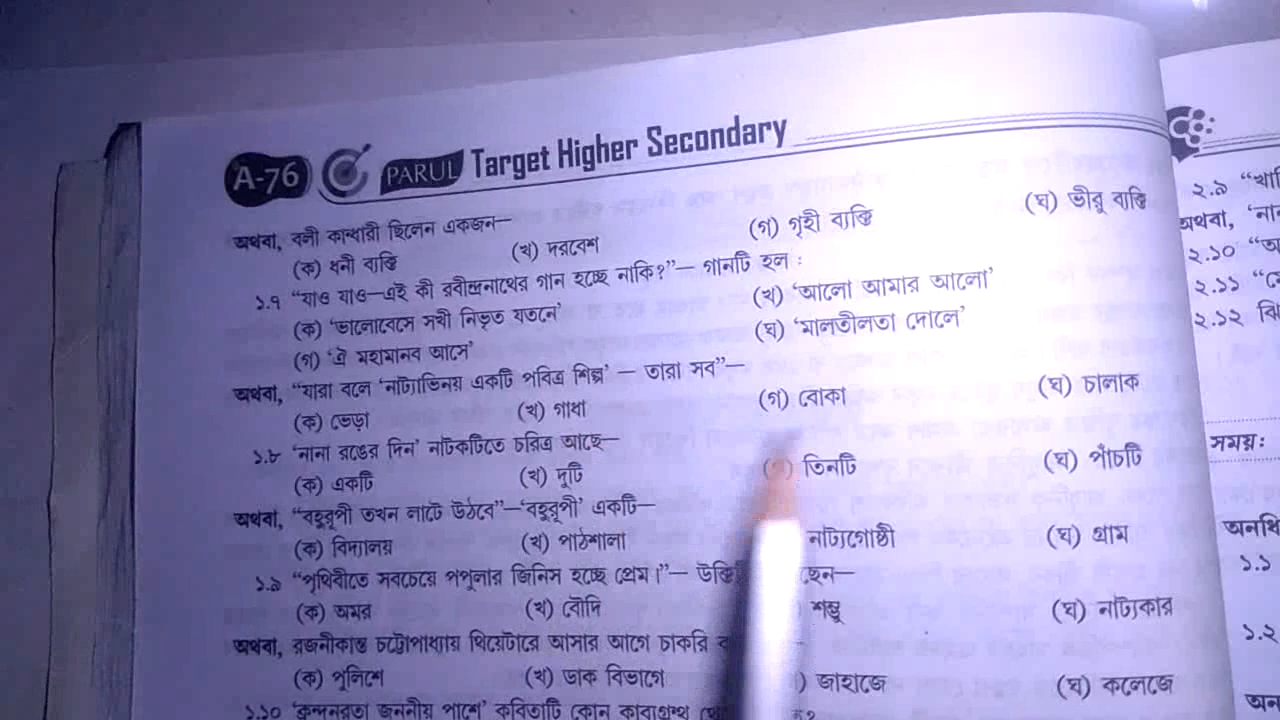 A-76 PARUL Target Higher Secondary
অথবা, বলী কান্ধারী ছিলেন একজন—
(ক) ধনী ব্যক্তি (খ) দরবেশ (গ) গৃহী ব্যক্তি (ঘ) ভীরু ব্যক্তি
১.৭ “যাও যাও—এই কী রবীন্দ্রনাথের গান হচ্ছে নাকি?”— গানটি হল :
(ক) ‘ভালোবেসে সখী নিভৃত যতনে’ (খ) ‘আলো আমার আলো’
(গ) ‘ঐ মহামানব আসে’ (ঘ) ‘মালতীলতা দোলে’
অথবা, “যারা বলে ‘নাট্যাভিনয় একটি পবিত্র শিল্প’ — তারা সব”—
(ক) ভেড়া (খ) গাধা (গ) বোকা (ঘ) চালাক
১.৮ ‘নানা রঙের দিন’ নাটকটিতে চরিত্র আছে—
(ক) একটি (খ) দুটি তিনটি (ঘ) পাঁচটি
অথবা, “বহুরূপী তখন লাটে উঠবে”—‘বহুরূপী’ একটি—
(ক) বিদ্যালয় (খ) পাঠশালা নাট্যগোষ্ঠী (ঘ) গ্রাম
১.৯ “পৃথিবীতে সবচেয়ে পপুলার জিনিস হচ্ছে প্রেম।”—
(ক) অমর (খ) বৌদি শম্ভু (ঘ) নাট্যকার
অথবা, রজনীকান্ত চট্টোপাধ্যায় থিয়েটারে আসার আগে চাকরি
(ক) পুলিশে (খ) ডাক বিভাগে ) জাহাজে (ঘ) কলেজে
১.১০ ‘ক্রন্দনরতা জননীর পাশে’ কবিতাটি কোন কাব্যগ্রন্থ
২.৯
অথবা,
২.১০
২.১১
২.১২
সময়:
১.১
১.২